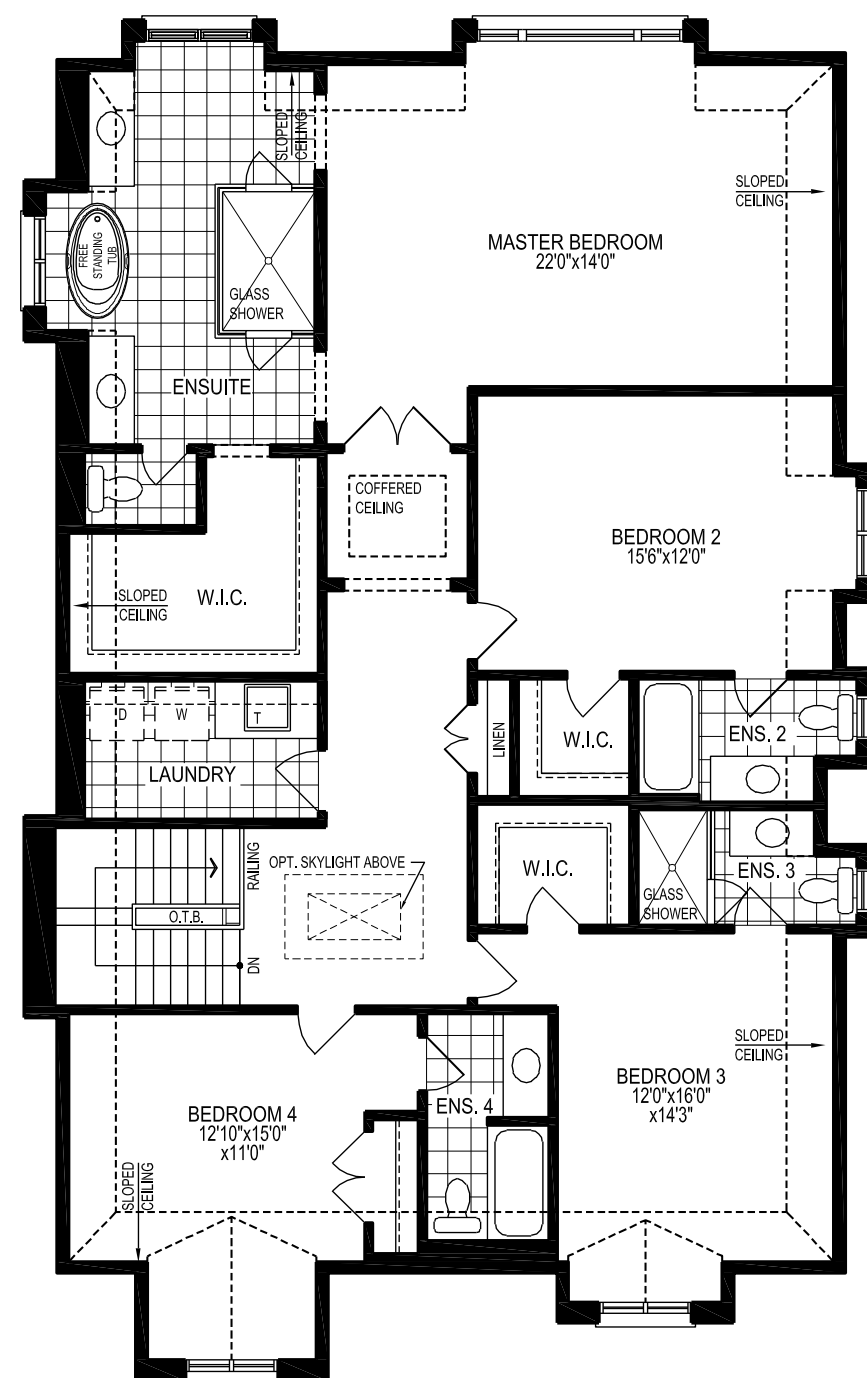 SLOPED
CEILING
SLOPED
CEILING
MASTER BEDROOM
22'0"x14'0"
FREE
STANDING
TUB
GLASS
SHOWER
ENSUITE
COFFERED
CEILING
BEDROOM 2
15'6"x12'0"
SLOPED
CEILING
W.I.C.
D
W
T
LAUNDRY
LINEN
W.I.C.
ENS. 2
OPT. SKYLIGHT ABOVE
RAILING
W.I.C.
ENS. 3
GLASS
SHOWER
O.T.B.
DN
SLOPED
CEILING
BEDROOM 3
12'0"x16'0"
x14'3"
BEDROOM 4
12'10"x15'0"
x11'0"
ENS. 4
SLOPED
CEILING